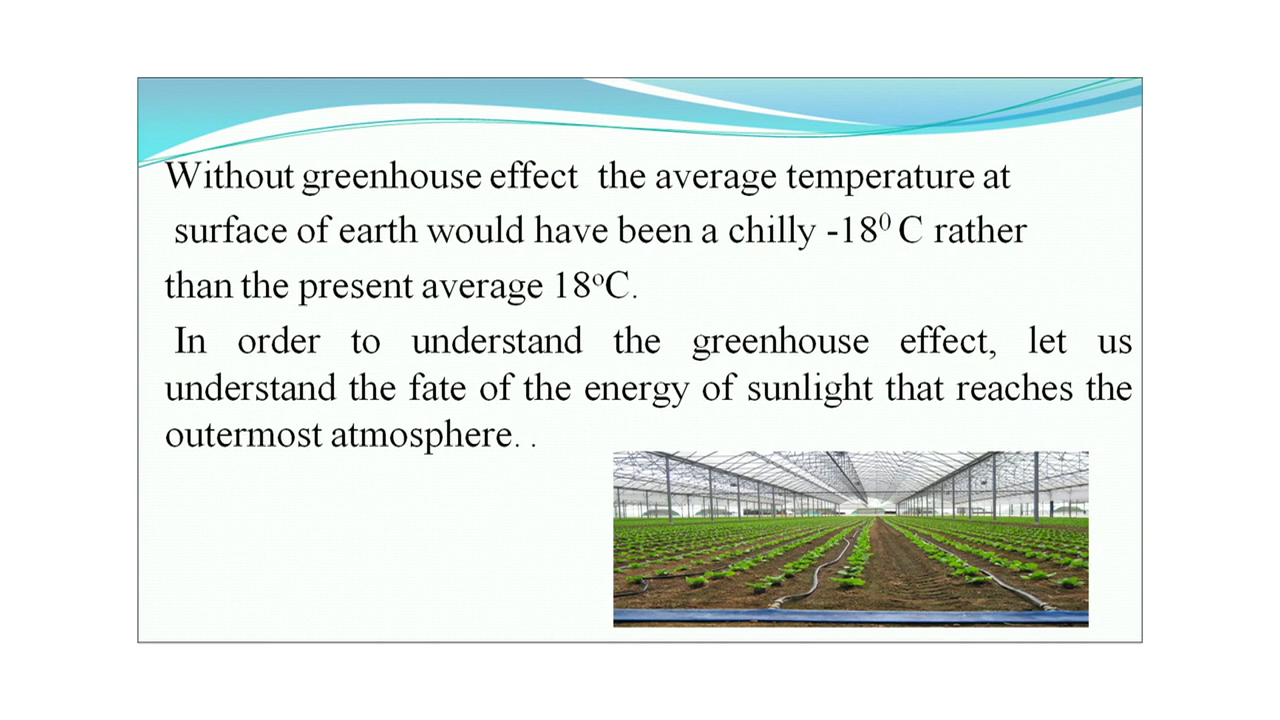 Without greenhouse effect the average temperature at
surface of earth would have been a chilly -18⁰ C rather
than the present average 18ᵒC.
In order to understand the greenhouse effect, let us
understand the fate of the energy of sunlight that reaches the
outermost atmosphere. .